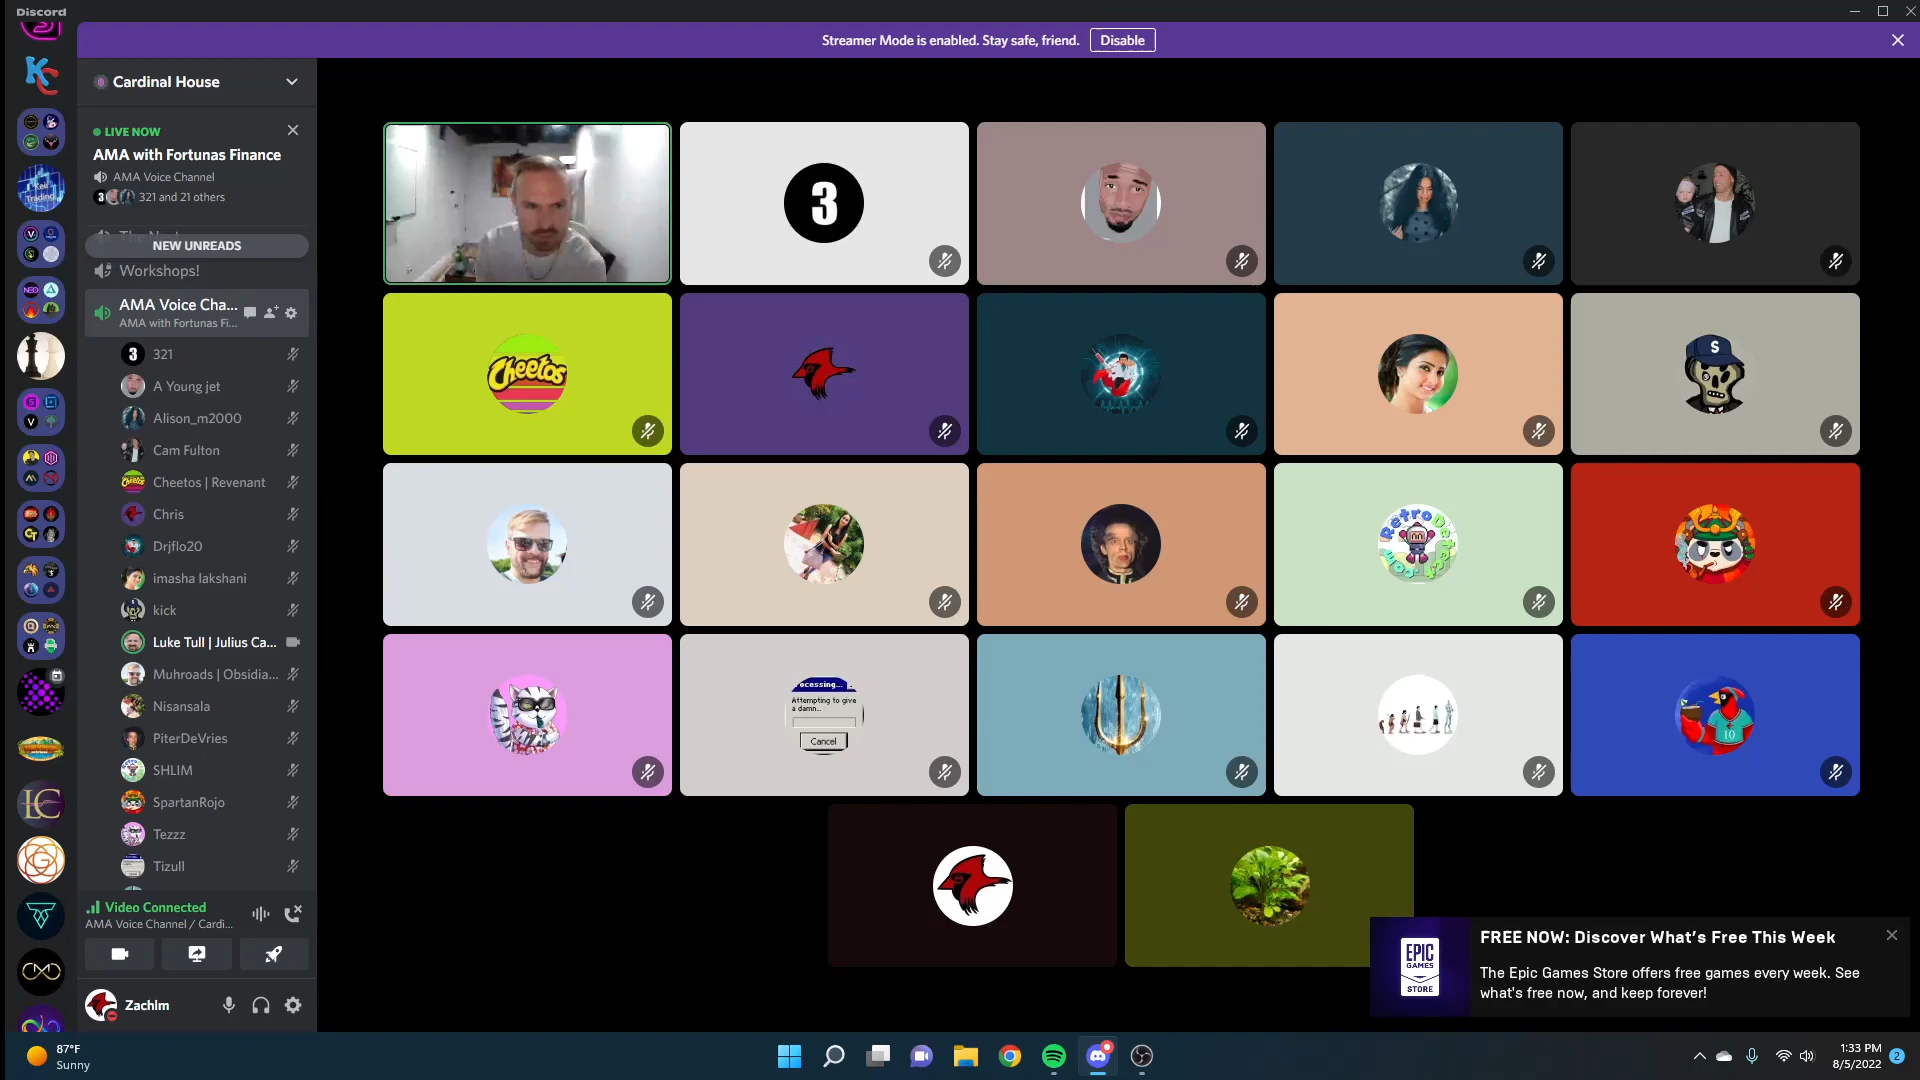 Discord
Streamer Mode is enabled. Stay safe, friend. Disable
Cardinal House
LIVE NOW
AMA with Fortunas Finance
AMA Voice Channel
321 and 21 others
NEW UNREADS
Workshops!
AMA Voice Cha...
AMA with Fortunas Fi...
321
A Young jet
Alison_m2000
Cam Fulton
Cheetos | Revenant
Chris
Drjflo20
imasha lakshani
kick
Luke Tull | Julius Ca...
Muhroads | Obsidia...
Nisansala
PiterDeVries
SHLIM
SpartanRojo
Tezzz
Tizull
Video Connected
AMA Voice Channel / Cardi...
Zachlm
3
Cheetos
S
RetroDefect.com
ocessing...
Attempting to give
a damn...
Cancel
10
EPIC
GAMES
STORE
FREE NOW: Discover What's Free This Week
The Epic Games Store offers free games every week. See
what's free now, and keep forever!
87°F
Sunny
1:33 PM
8/5/2022
2